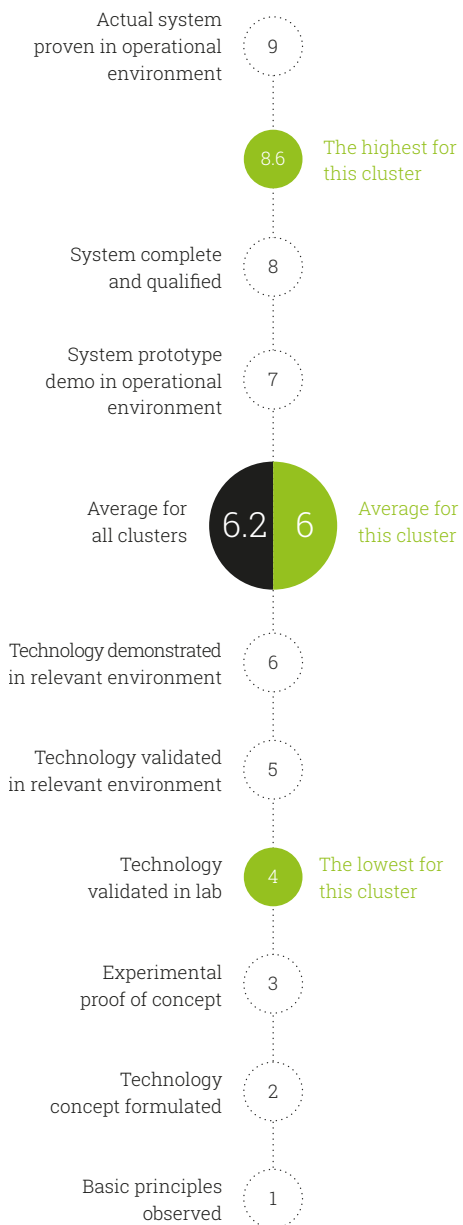 Actual system
proven in operational
environment
9
8.6
The highest for
this cluster
System complete
and qualified
8
System prototype
demo in operational
environment
7
Average for
all clusters
6.2
6
Average for
this cluster
Technology demonstrated
in relevant environment
6
Technology validated
in relevant environment
5
Technology
validated in lab
4
The lowest for
this cluster
Experimental
proof of concept
3
Technology
concept formulated
2
Basic principles
observed
1